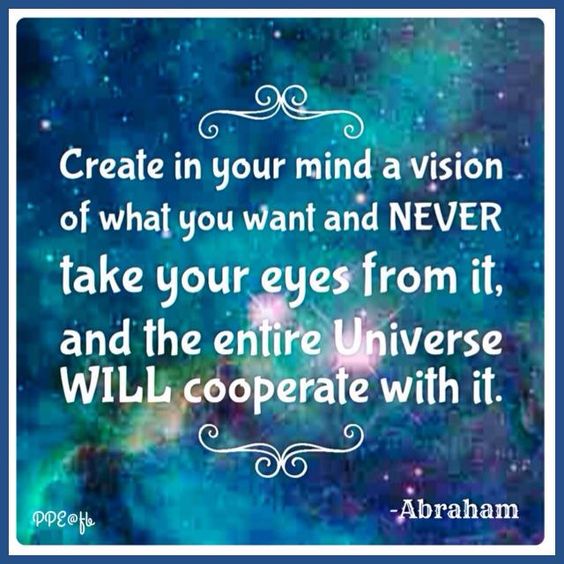 Create in your mind a vision
of what you want and NEVER
take your eyes from it,
and the entire Universe
WILL cooperate with it.
-Abraham
PPE@fb